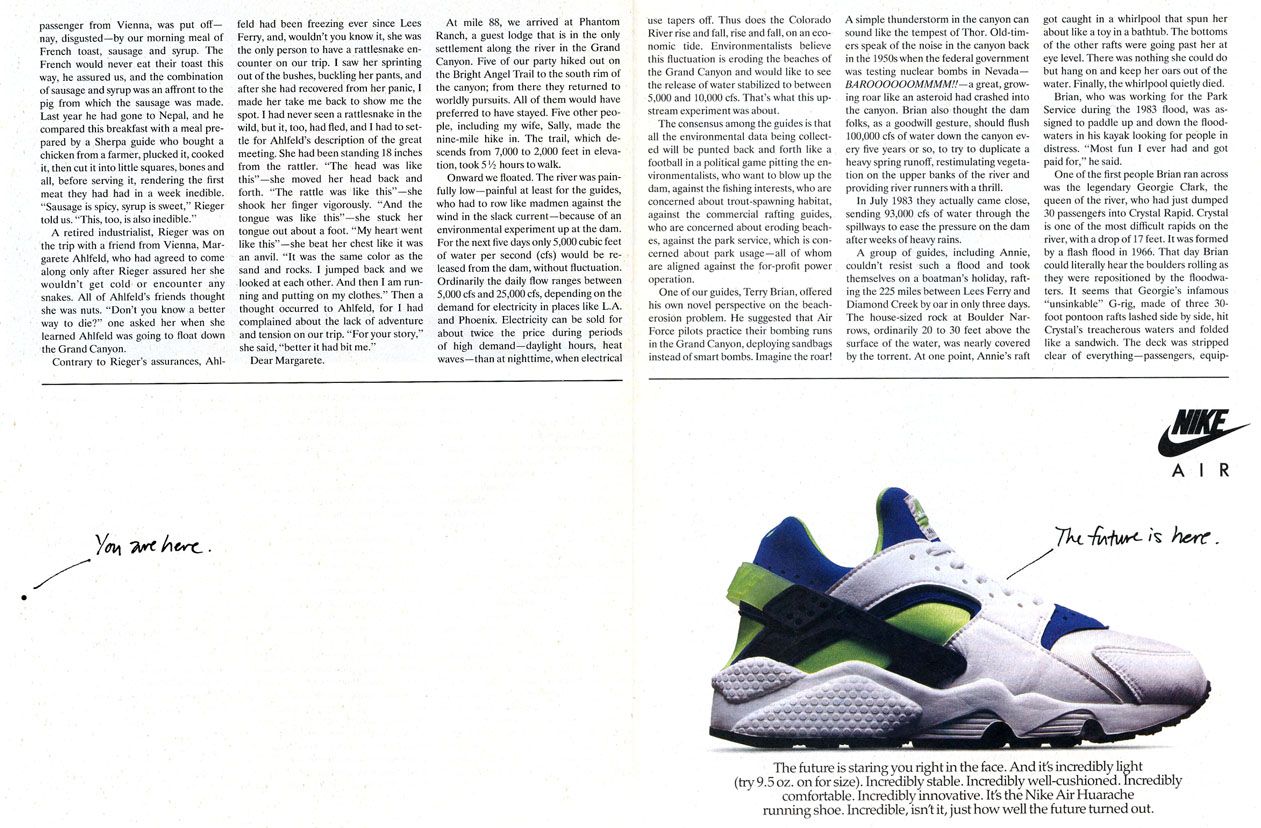 passenger from Vienna, was put off—
nay, disgusted—by our morning meal of
French toast, sausage and syrup. The
French would never eat their toast this
way, he assured us, and the combination
of sausage and syrup was an affront to the
pig from which the sausage was made.
Last year he had gone to Nepal, and he
compared this breakfast with a meal pre-
pared by a Sherpa guide who bought a
chicken from a farmer, plucked it, cooked
it, then cut it into little squares, bones and
all, before serving it, rendering the first
meat they had had in a week inedible.
“Sausage is spicy, syrup is sweet,” Rieger
told us. “This, too, is also inedible.”
A retired industrialist, Rieger was on
the trip with a friend from Vienna, Mar-
garete Ahlfeld, who had agreed to come
along only after Rieger assured her she
wouldn't get cold or encounter any
snakes. All of Ahlfeld's friends thought
she was nuts. “Don't you know a better
way to die?” one asked her when she
learned Ahlfeld was going to float down
the Grand Canyon.
Contrary to Rieger's assurances, Ahl-
feld had been freezing ever since Lees
Ferry, and, wouldn't you know it, she was
the only person to have a rattlesnake en-
counter on our trip. I saw her sprinting
out of the bushes, buckling her pants, and
after she had recovered from her panic, I
made her take me back to show me the
spot. I had never seen a rattlesnake in the
wild, but it, too, had fled, and I had to set-
tle for Ahlfeld's description of the great
meeting. She had been standing 18 inches
from the rattler. “The head was like
this”—she moved her head back and
forth. “The rattle was like this”—she
shook her finger vigorously. “And the
tongue was like this”—she stuck her
tongue out about a foot. “My heart went
like this”—she beat her chest like it was
an anvil. “It was the same color as the
sand and rocks. I jumped back and we
looked at each other. And then I am run-
ning and putting on my clothes.” Then a
thought occurred to Ahlfeld, for I had
complained about the lack of adventure
and tension on our trip. “For your story,”
she said, “better it had bit me.”
Dear Margarete.
At mile 88, we arrived at Phantom
Ranch, a guest lodge that is in the only
settlement along the river in the Grand
Canyon. Five of our party hiked out on
the Bright Angel Trail to the south rim of
the canyon; from there they returned to
worldly pursuits. All of them would have
preferred to have stayed. Five other peo-
ple, including my wife, Sally, made the
nine-mile hike in. The trail, which de-
scends from 7,000 to 2,000 feet in eleva-
tion, took 5½ hours to walk.
Onward we floated. The river was pain-
fully low—painful at least for the guides,
who had to row like madmen against the
wind in the slack current—because of an
environmental experiment up at the dam.
For the next five days only 5,000 cubic feet
of water per second (cfs) would be re-
leased from the dam, without fluctuation.
Ordinarily the daily flow ranges between
5,000 cfs and 25,000 cfs, depending on the
demand for electricity in places like L.A.
and Phoenix. Electricity can be sold for
about twice the price during periods
of high demand—daylight hours, heat
waves—than at nighttime, when electrical
use tapers off. Thus does the Colorado
River rise and fall, rise and fall, on an eco-
nomic tide. Environmentalists believe
this fluctuation is eroding the beaches of
the Grand Canyon and would like to see
the release of water stabilized to between
5,000 and 10,000 cfs. That's what this up-
stream experiment was about.
The consensus among the guides is that
all the environmental data being collect-
ed will be punted back and forth like a
football in a political game pitting the en-
vironmentalists, who want to blow up the
dam, against the fishing interests, who are
concerned about trout-spawning habitat,
against the commercial rafting guides,
who are concerned about eroding beach-
es, against the park service, which is con-
cerned about park usage—all of whom
are aligned against the for-profit power
operation.
One of our guides, Terry Brian, offered
his own novel perspective on the beach-
erosion problem. He suggested that Air
Force pilots practice their bombing runs
in the Grand Canyon, deploying sandbags
instead of smart bombs. Imagine the roar!
A simple thunderstorm in the canyon can
sound like the tempest of Thor. Old-tim-
ers speak of the noise in the canyon back
in the 1950s when the federal government
was testing nuclear bombs in Nevada—
BAROOOOOOMMMM!!—a great, grow-
ing roar like an asteroid had crashed into
the canyon. Brian also thought the dam
folks, as a goodwill gesture, should flush
100,000 cfs of water down the canyon ev-
ery five years or so, to try to duplicate a
heavy spring runoff, restimulating vegeta-
tion on the upper banks of the river and
providing river runners with a thrill.
In July 1983 they actually came close,
sending 93,000 cfs of water through the
spillways to ease the pressure on the dam
after weeks of heavy rains.
A group of guides, including Annie,
couldn't resist such a flood and took
themselves on a boatman's holiday, raft-
ing the 225 miles between Lees Ferry and
Diamond Creek by oar in only three days.
The house-sized rock at Boulder Nar-
rows, ordinarily 20 to 30 feet above the
surface of the water, was nearly covered
by the torrent. At one point, Annie's raft
got caught in a whirlpool that spun her
about like a toy in a bathtub. The bottoms
of the other rafts were going past her at
eye level. There was nothing she could do
but hang on and keep her oars out of the
water. Finally, the whirlpool quietly died.
Brian, who was working for the Park
Service during the 1983 flood, was as-
signed to paddle up and down the flood-
waters in his kayak looking for people in
distress. “Most fun I ever had and got
paid for,” he said.
One of the first people Brian ran across
was the legendary Georgie Clark, the
queen of the river, who had just dumped
30 passengers into Crystal Rapid. Crystal
is one of the most difficult rapids on the
river, with a drop of 17 feet. It was formed
by a flash flood in 1966. That day Brian
could literally hear the boulders rolling as
they were repositioned by the floodwa-
ters. It seems that Georgie's infamous
“unsinkable” G-rig, made of three 30-
foot pontoon rafts lashed side by side, hit
Crystal's treacherous waters and folded
like a sandwich. The deck was stripped
clear of everything—passengers, equip-
NIKE
AIR
You are here.
The future is here.
The future is staring you right in the face. And it's incredibly light
(try 9.5 oz. on for size). Incredibly stable. Incredibly well-cushioned. Incredibly
comfortable. Incredibly innovative. It's the Nike Air Huarache
running shoe. Incredible, isn't it, just how well the future turned out.